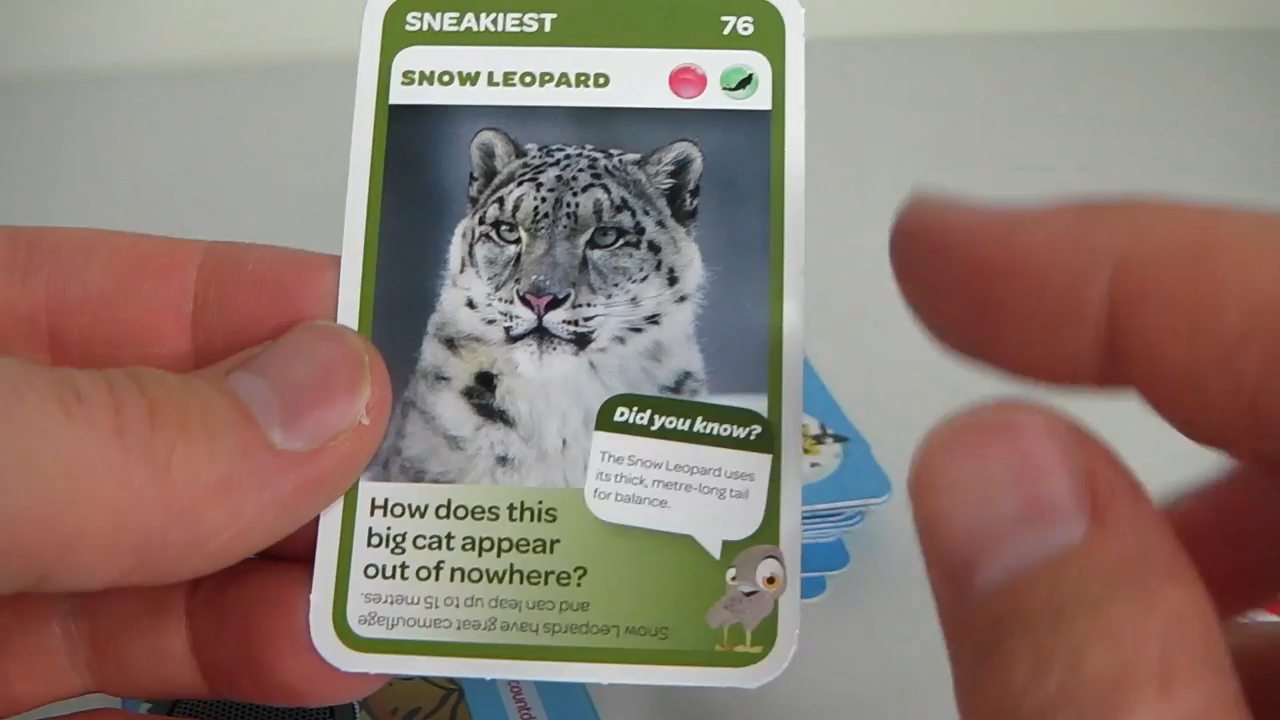 SNEAKIEST 76
SNOW LEOPARD
Did you know?
The Snow Leopard uses
its thick, metre-long tail
for balance.
How does this
big cat appear
out of nowhere?
Snow Leopards have great camouflage
and can leap up to 15 metres.
countd